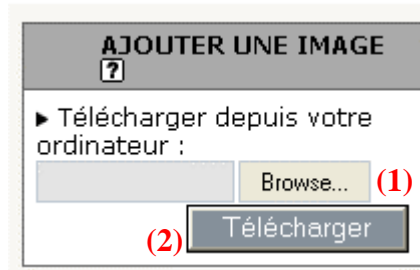 AJOUTER UNE IMAGE
?
► Télécharger depuis votre
ordinateur :
Browse... (1)
(2) Télécharger